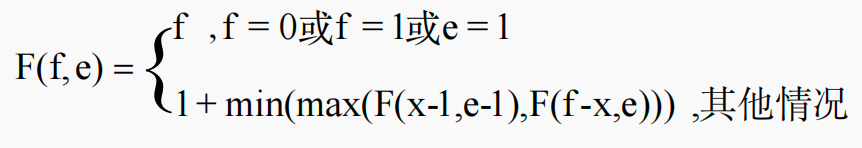 f ,f = 0或f = 1或e = 1
F(f,e) = {
1+ min(max(F(x-1,e-1),F(f-x,e))) ,其他情况